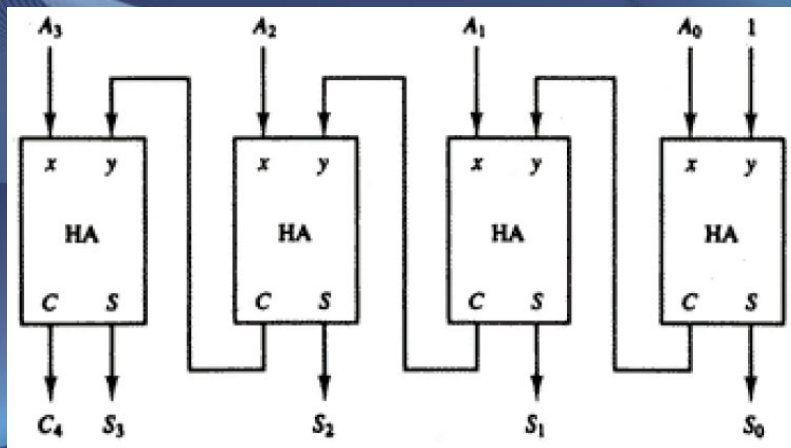 A₃ A₂ A₁ A₀ 1
x y x y x y x y
HA HA HA HA
C S C S C S C S
C₄ S₃ S₂ S₁ S₀